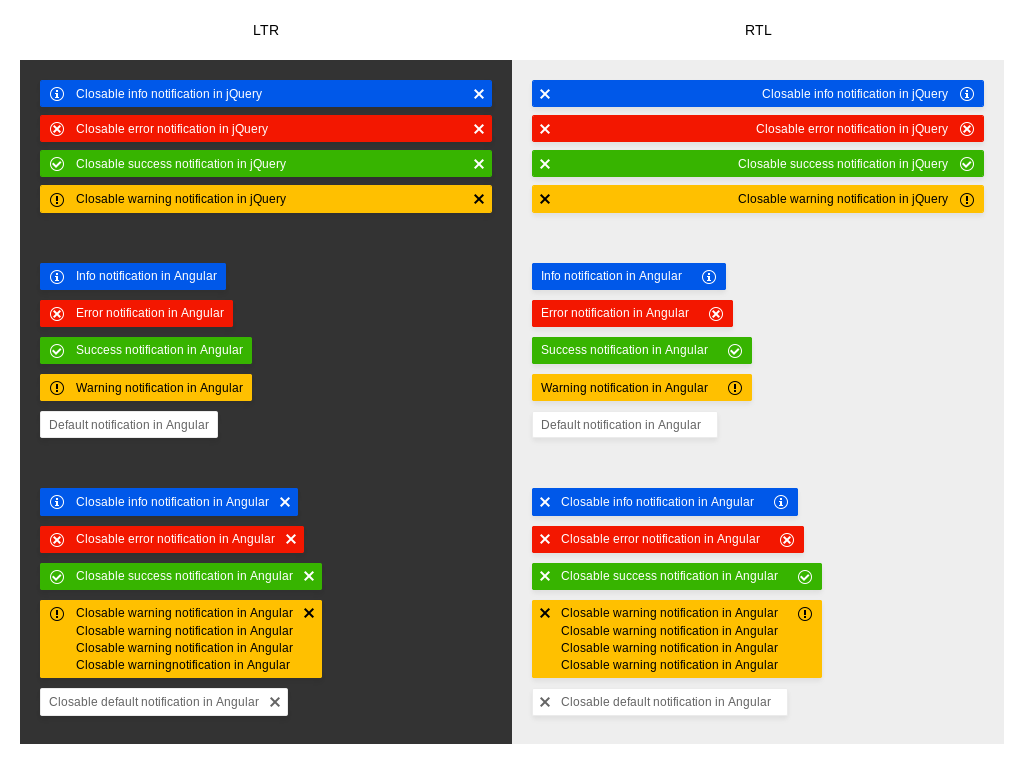 LTR
Closable info notification in jQuery
Closable error notification in jQuery
Closable success notification in jQuery
Closable warning notification in jQuery
Info notification in Angular
Error notification in Angular
Success notification in Angular
Warning notification in Angular
Default notification in Angular
Closable info notification in Angular
Closable error notification in Angular
Closable success notification in Angular
Closable warning notification in Angular
Closable warning notification in Angular
Closable warning notification in Angular
Closable warningnotification in Angular
Closable default notification in Angular
RTL
Closable info notification in jQuery
Closable error notification in jQuery
Closable success notification in jQuery
Closable warning notification in jQuery
Info notification in Angular
Error notification in Angular
Success notification in Angular
Warning notification in Angular
Default notification in Angular
Closable info notification in Angular
Closable error notification in Angular
Closable success notification in Angular
Closable warning notification in Angular
Closable warning notification in Angular
Closable warning notification in Angular
Closable warning notification in Angular
Closable default notification in Angular